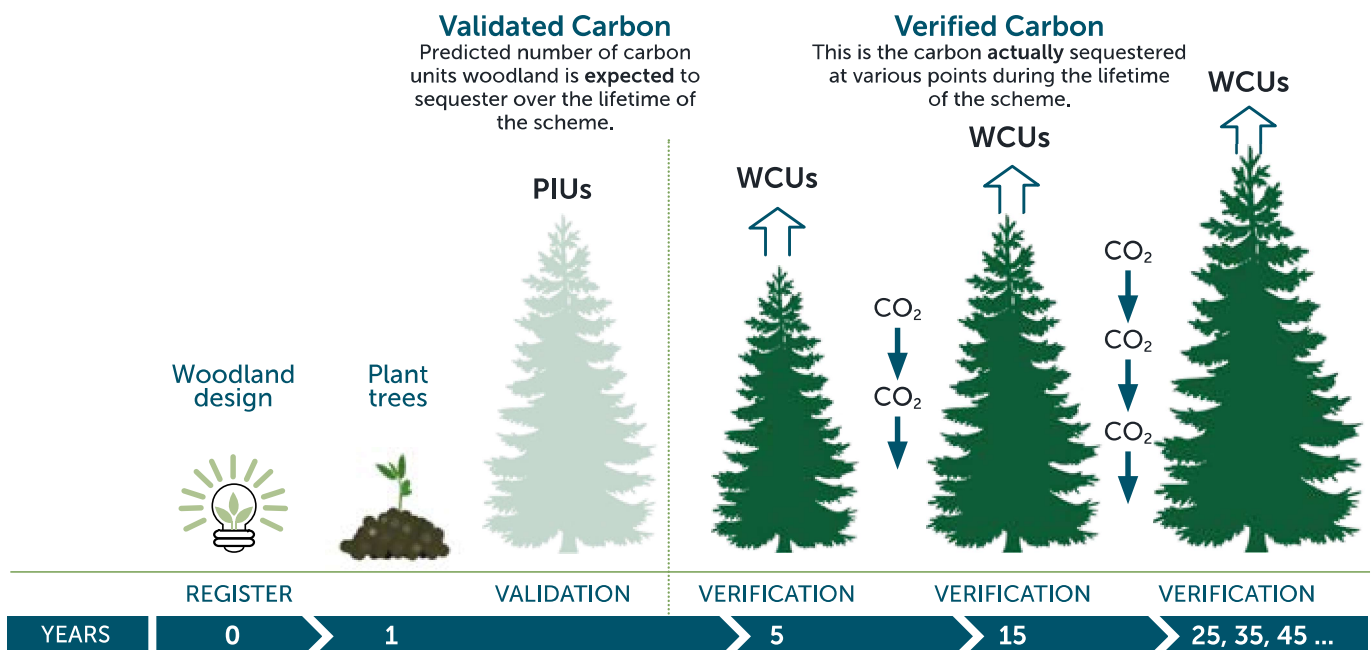 Validated Carbon
Predicted number of carbon
units woodland is expected to
sequester over the lifetime of
the scheme.
Verified Carbon
This is the carbon actually sequestered
at various points during the lifetime
of the scheme.
PIUs
WCUs
WCUs
WCUs
Woodland
design
Plant
trees
CO₂
CO₂
CO₂
CO₂
CO₂
REGISTER
VALIDATION
VERIFICATION
VERIFICATION
VERIFICATION
YEARS
0
1
5
15
25, 35, 45 ...